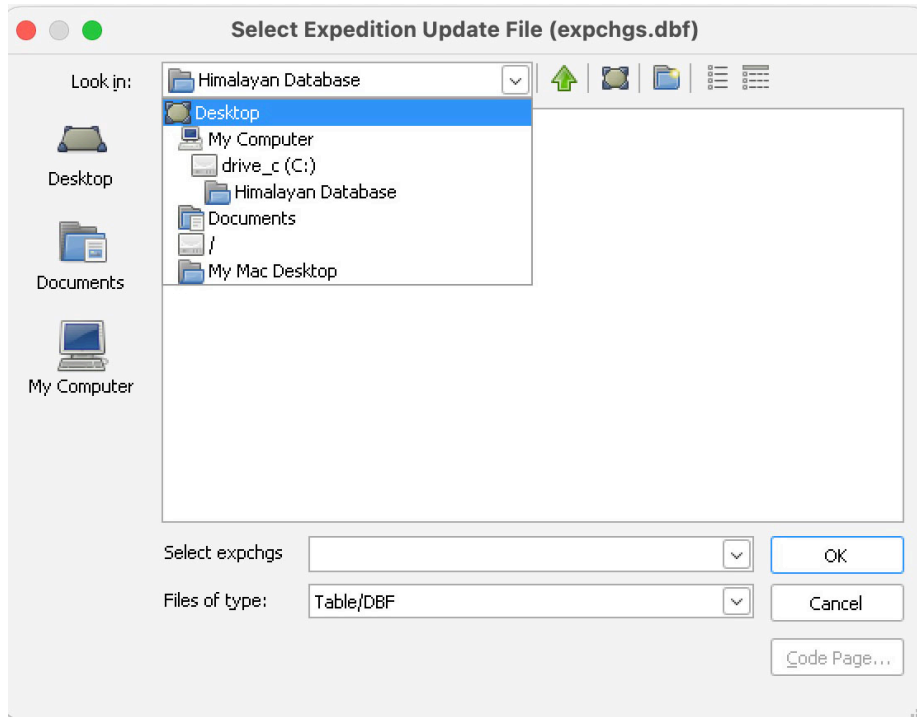 Select Expedition Update File (expchgs.dbf)
Look in:
Himalayan Database
Desktop
My Computer
drive_c (C:)
Himalayan Database
Documents
/
My Mac Desktop
Desktop
Documents
My Computer
Select expchgs
OK
Files of type:
Table/DBF
Cancel
Code Page...